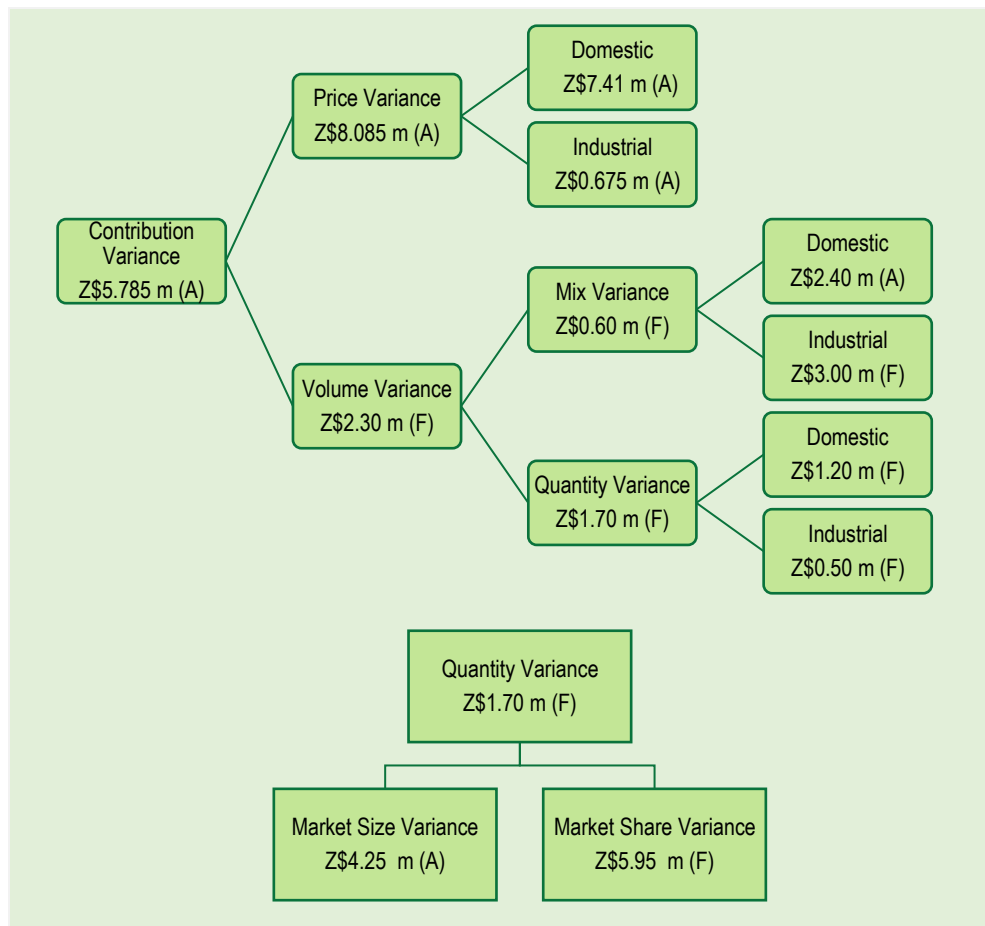 Domestic
Z$7.41 m (A)
Price Variance
Z$8.085 m (A)
Industrial
Z$0.675 m (A)
Contribution
Variance
Z$5.785 m (A)
Domestic
Z$2.40 m (A)
Mix Variance
Z$0.60 m (F)
Industrial
Z$3.00 m (F)
Volume Variance
Z$2.30 m (F)
Domestic
Z$1.20 m (F)
Quantity Variance
Z$1.70 m (F)
Industrial
Z$0.50 m (F)
Quantity Variance
Z$1.70 m (F)
Market Size Variance
Z$4.25 m (A)
Market Share Variance
Z$5.95 m (F)